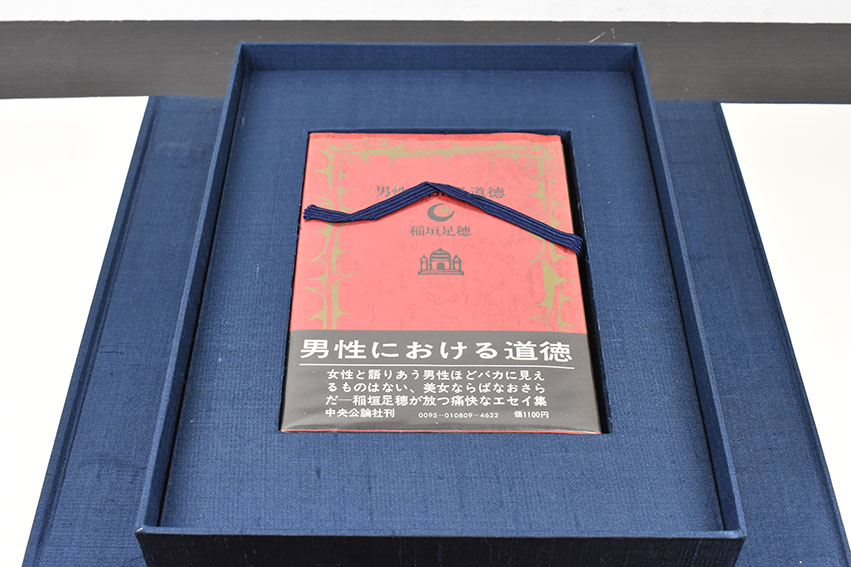 男性における道徳
稲垣足穂
男性における道徳
女性と語りあう男性ほどバカに見え
るものはない、美女ならばなおさら
だ―稲垣足穂が放つ痛快なエセイ集
中央公論社刊 0095-010809-4622 価1100円